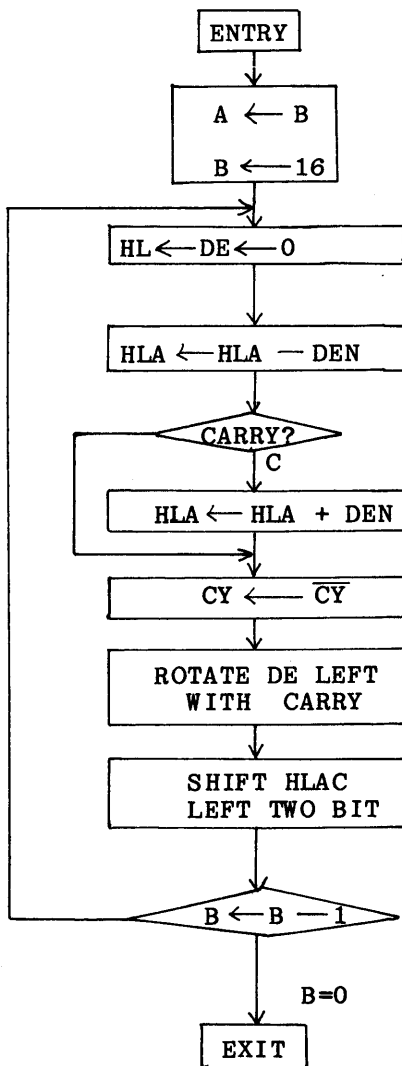 ENTRY
A ← B
B ← 16
HL ← DE ← 0
HLA ← HLA - DEN
CARRY?
C
HLA ← HLA + DEN
CY ← C̅Y̅
ROTATE DE LEFT
WITH CARRY
SHIFT HLAC
LEFT TWO BIT
B ← B - 1
B=0
EXIT